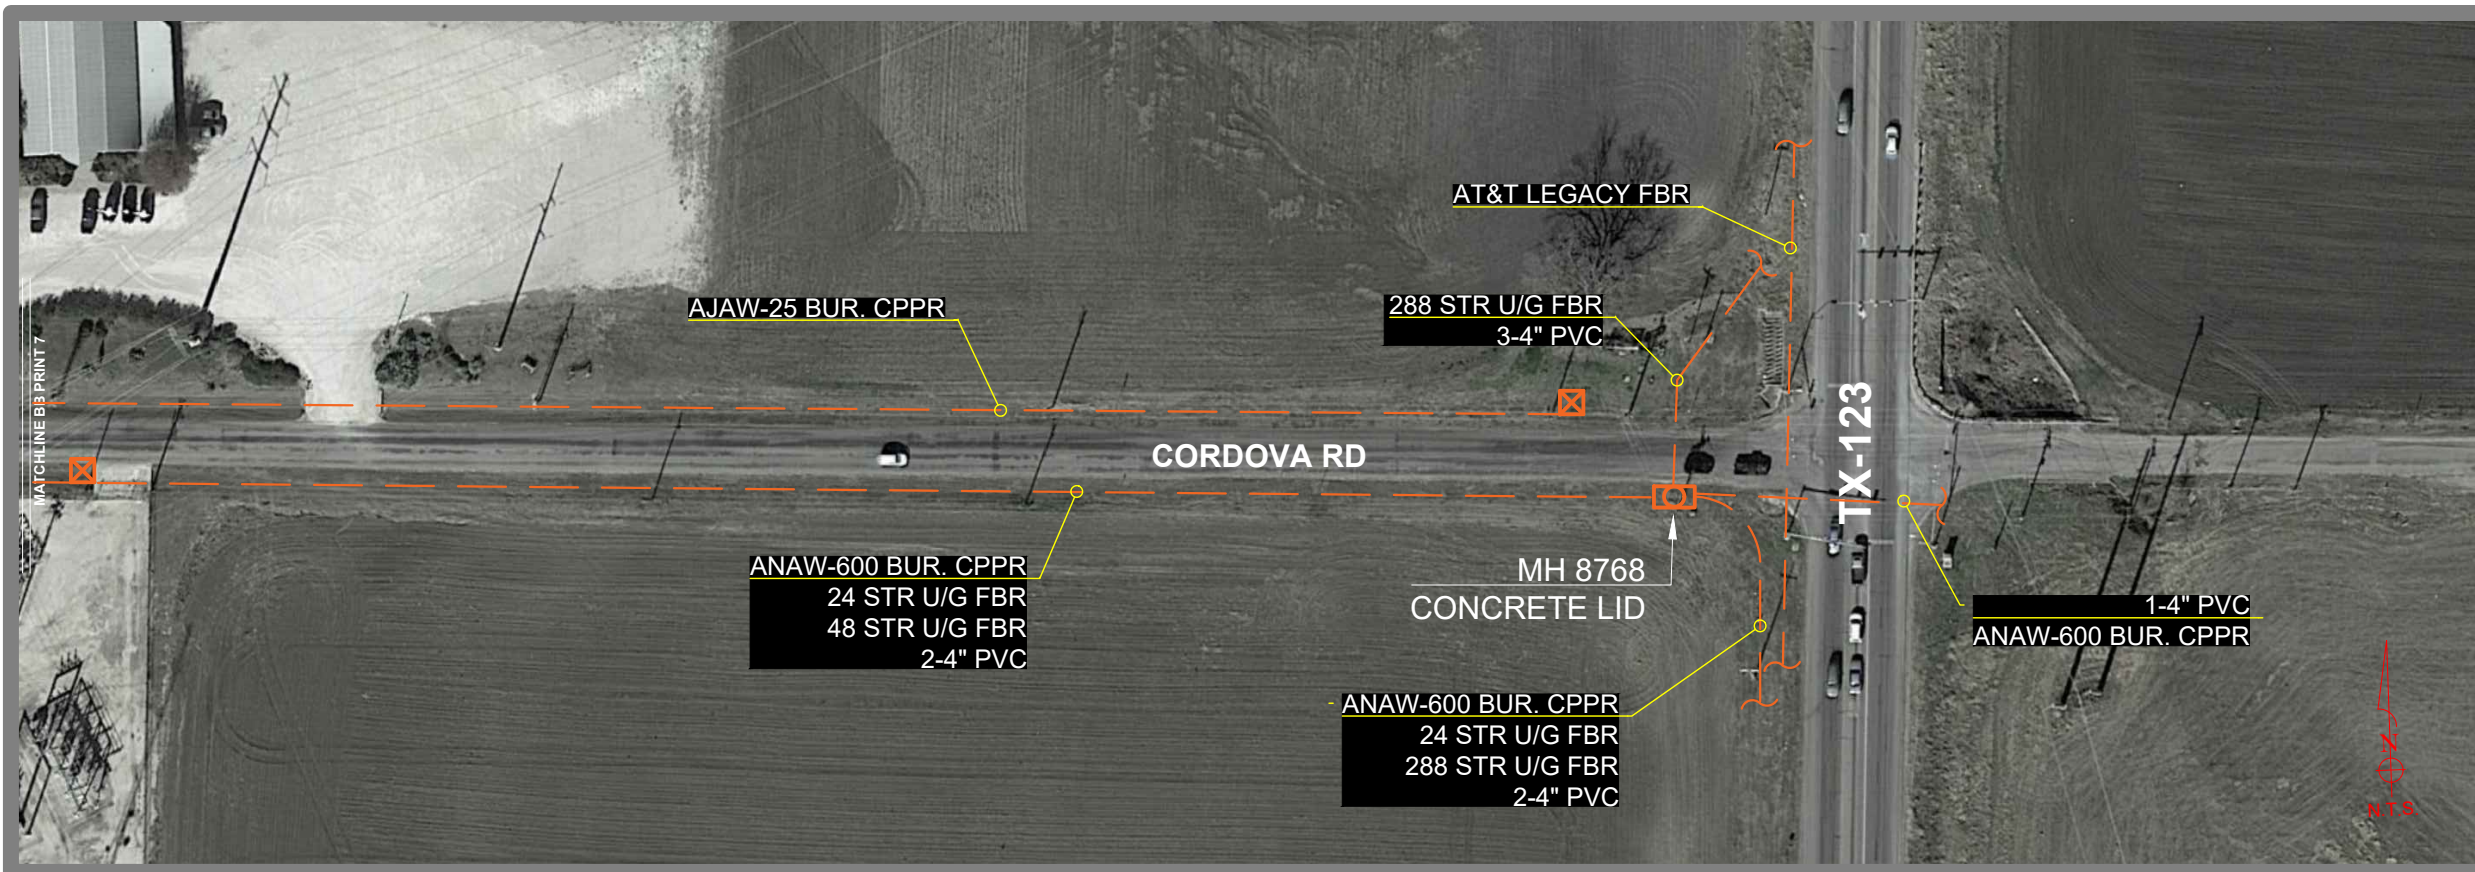 AT&T LEGACY FBR
AJAW-25 BUR. CPPR
288 STR U/G FBR
3-4" PVC
MATCHLINE BB PRINT 7
CORDOVA RD
TX-123
ANAW-600 BUR. CPPR
24 STR U/G FBR
48 STR U/G FBR
2-4" PVC
MH 8768
CONCRETE LID
1-4" PVC
ANAW-600 BUR. CPPR
ANAW-600 BUR. CPPR
24 STR U/G FBR
288 STR U/G FBR
2-4" PVC
N
N.T.S.